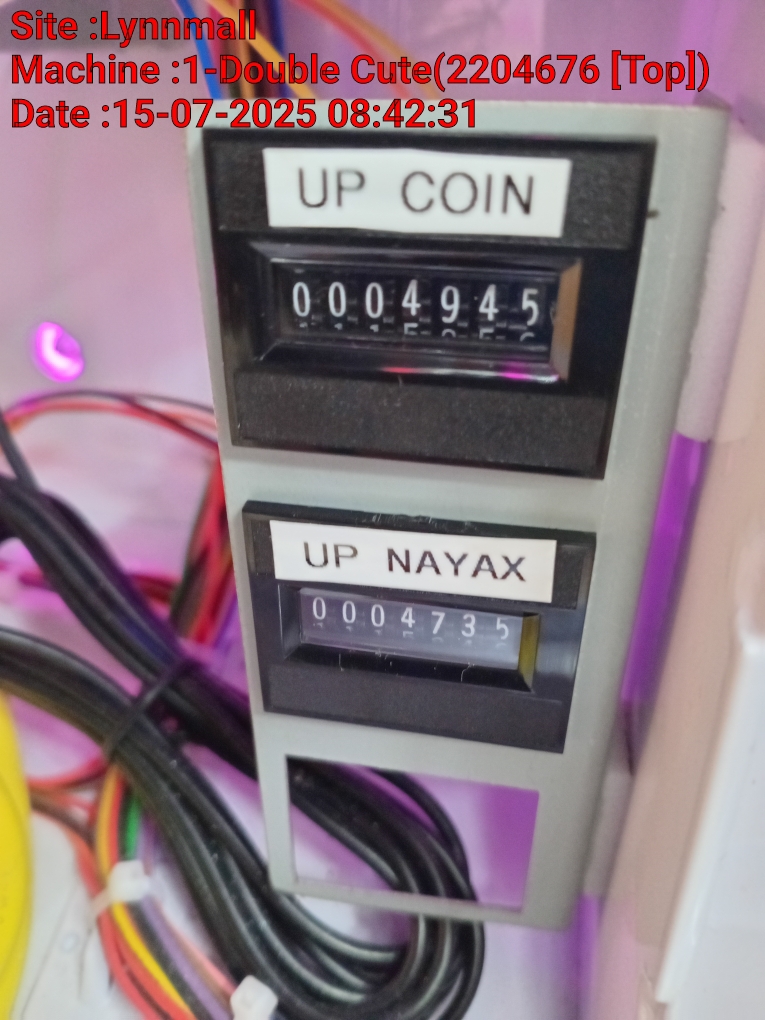 Site :Lynnmall
Machine :1-Double Cute(2204676 [Top])
Date :15-07-2025 08:42:31
UP COIN
0004945
UP NAYAX
0004735